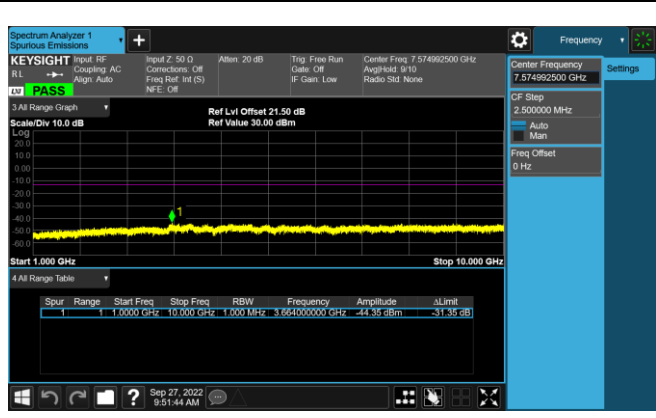 Spectrum Analyzer 1
Spurious Emissions
Frequency
KEYSIGHT
RL
PASS
Input: RF
Coupling: AC
Align: Auto
Input Z: 50 Ω
Corrections: Off
Freq Ref: Int (S)
NFE: Off
Atten: 20 dB
Trig: Free Run
Gate: Off
IF Gain: Low
Center Freq: 7.574992500 GHz
Avg|Hold: 9/10
Radio Std: None
Center Frequency
7.574992500 GHz
Settings
CF Step
2.500000 MHz
Auto
Man
Freq Offset
0 Hz
3 All Range Graph
Scale/Div 10.0 dB
Ref Lvl Offset 21.50 dB
Ref Value 30.00 dBm
Log
20.0
10.0
0.00
-10.0
-20.0
-30.0
-40.0
-50.0
-60.0
1
Start 1.000 GHz
Stop 10.000 GHz
4 All Range Table
Spur Range Start Freq Stop Freq RBW Frequency Amplitude ΔLimit
1 1 1.0000 GHz 10.000 GHz 1.000 MHz 3.664000000 GHz -44.35 dBm -31.35 dB
?
Sep 27, 2022
9:51:44 AM